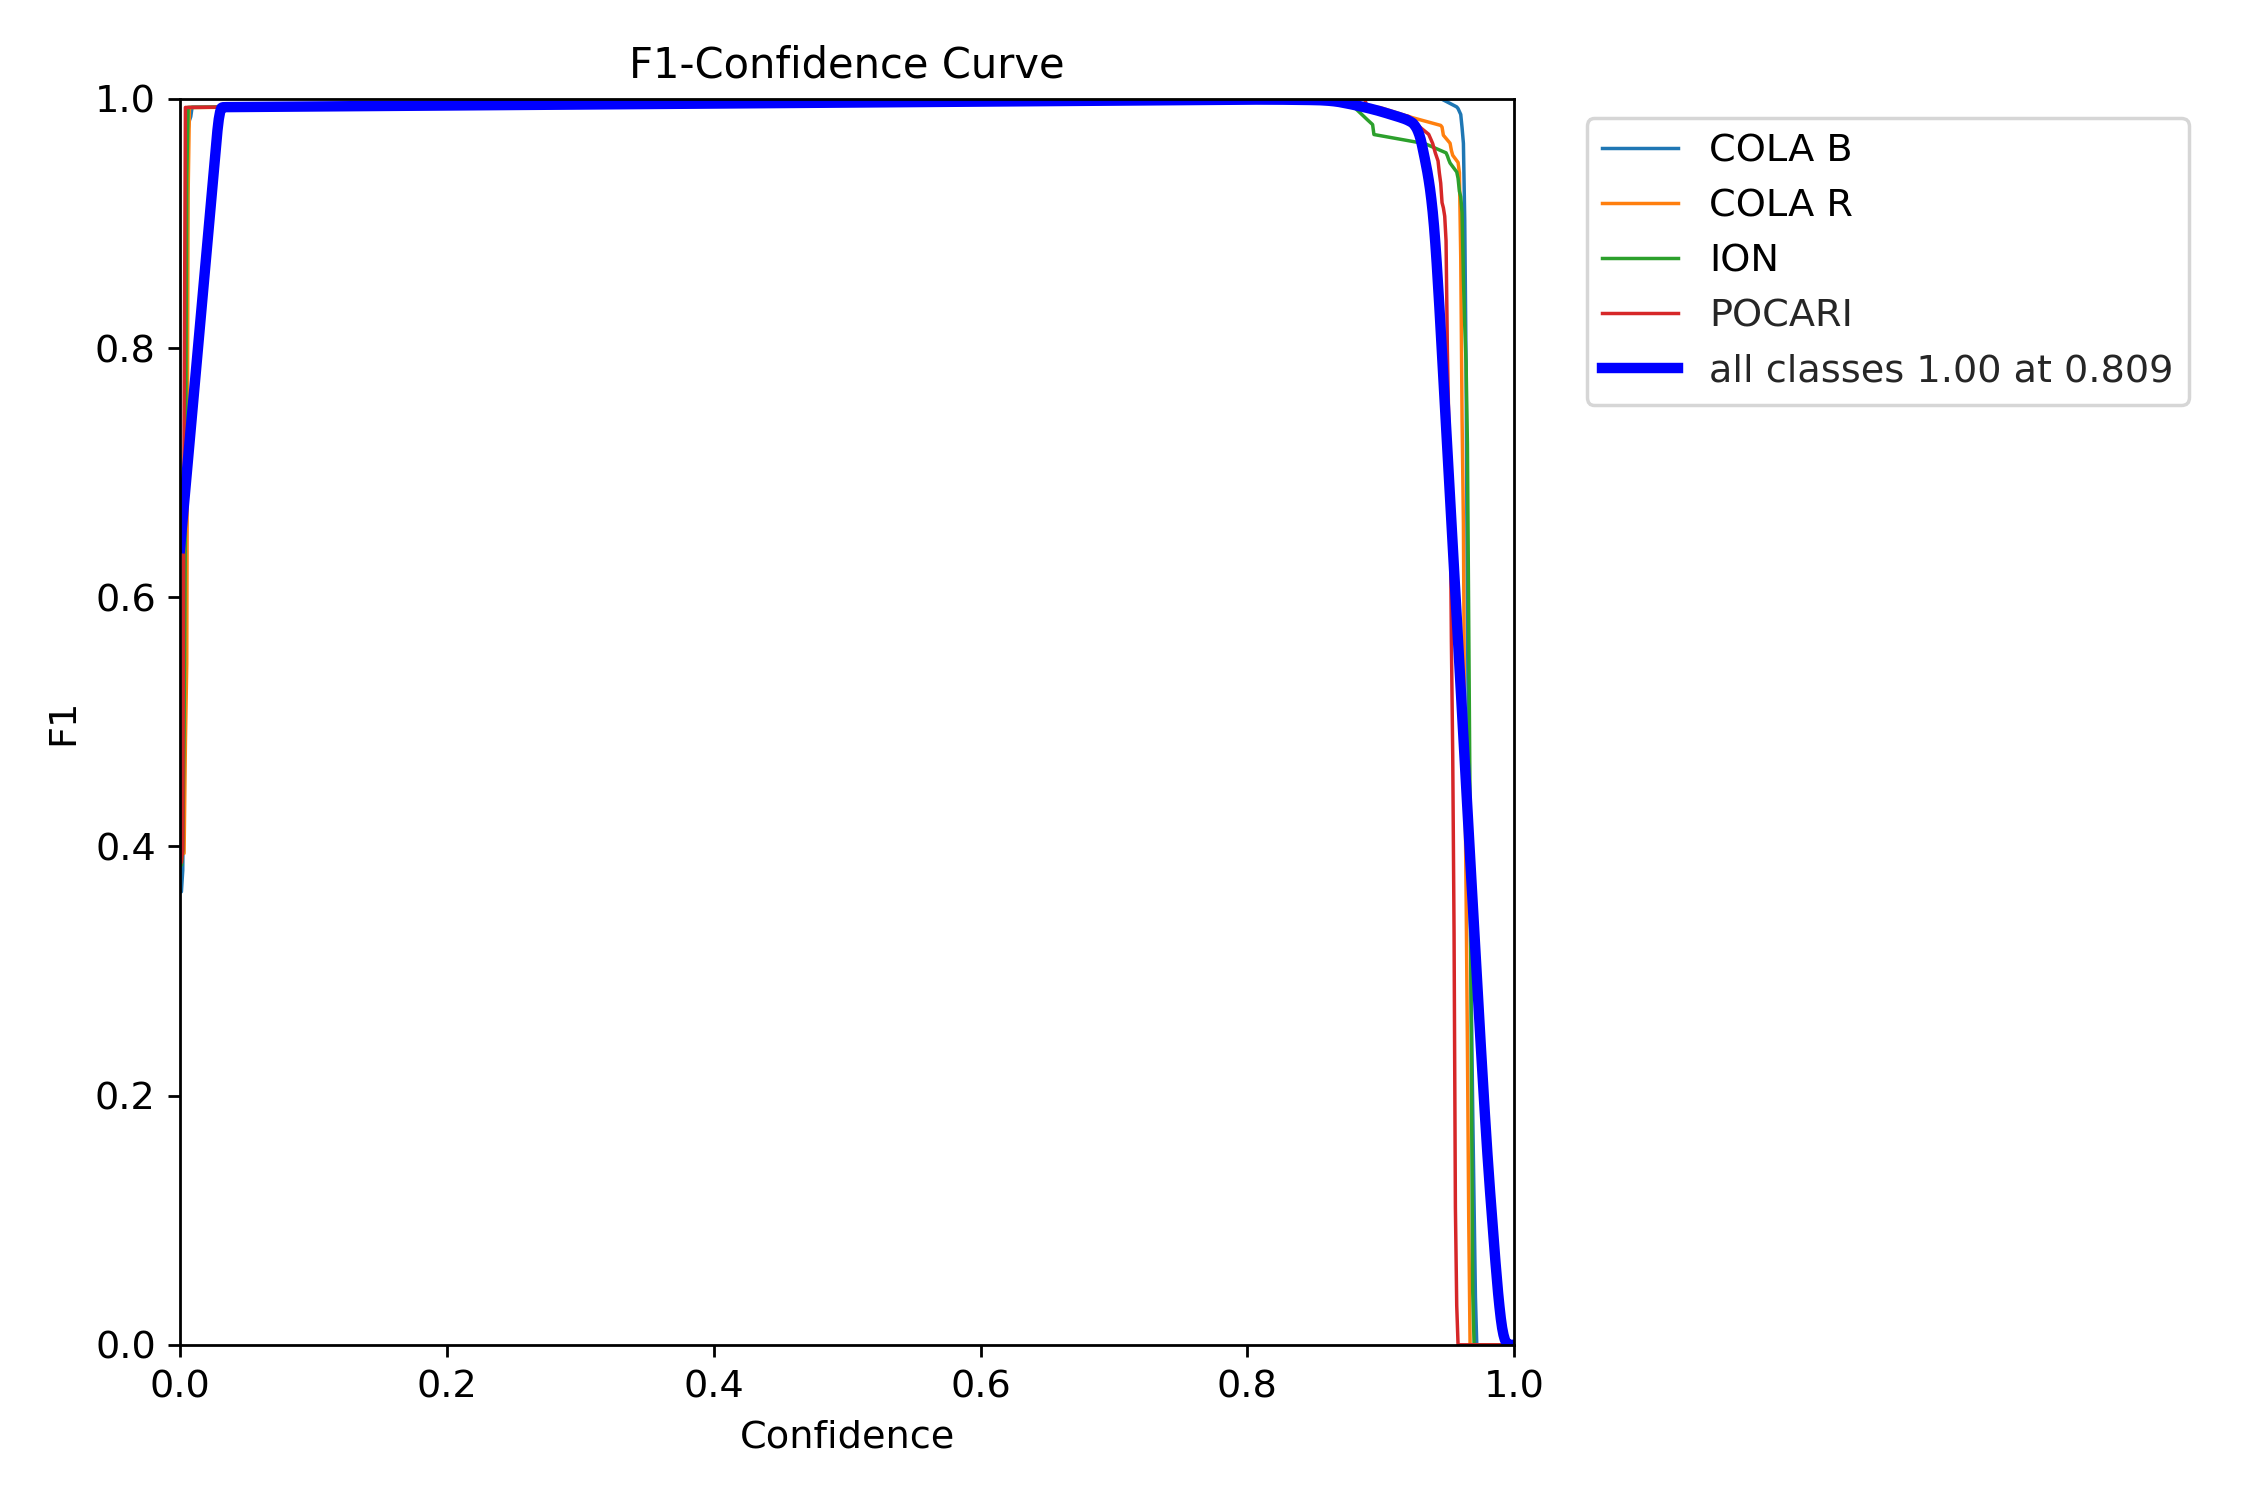 F1-Confidence Curve
1.0
0.8
0.6
0.4
0.2
0.0
F1
0.0 0.2 0.4 0.6 0.8 1.0
Confidence
COLA B
COLA R
ION
POCARI
all classes 1.00 at 0.809